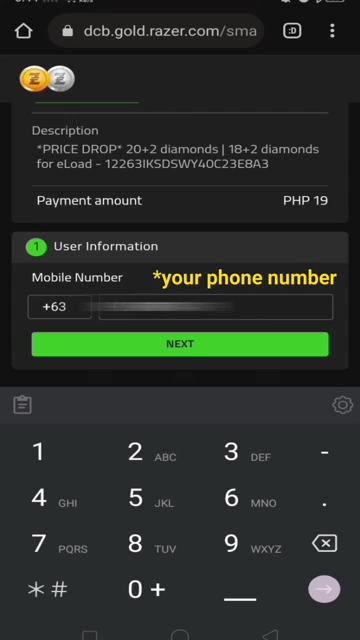 dcb.gold.razer.com/sma
:D
Description
*PRICE DROP* 20+2 diamonds | 18+2 diamonds
for eLoad - 12263IKSDSWY40C23E8A3
Payment amount PHP 19
1 User Information
Mobile Number *your phone number
+63
NEXT
1 2 ABC 3 DEF -
4 GHI 5 JKL 6 MNO .
7 PQRS 8 TUV 9 WXYZ
* # 0 +